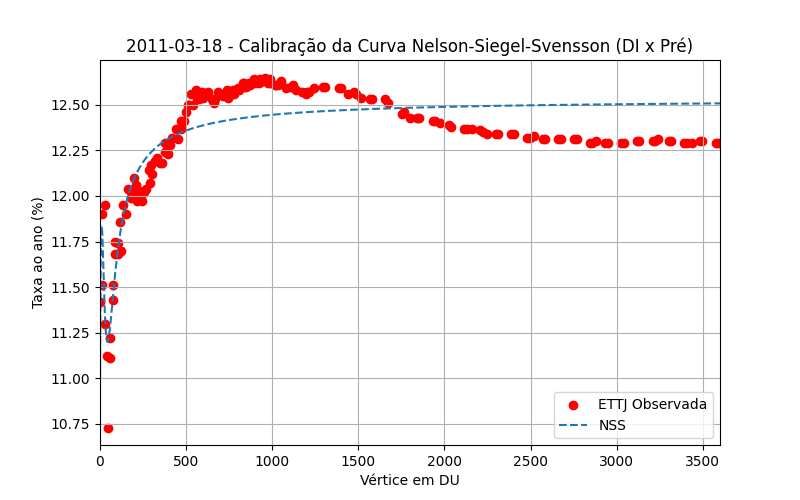 2011-03-18 - Calibração da Curva Nelson-Siegel-Svensson (DI x Pré)
Taxa ao ano (%)
12.50
12.25
12.00
11.75
11.50
11.25
11.00
10.75
ETTJ Observada
NSS
0 500 1000 1500 2000 2500 3000 3500
Vértice em DU